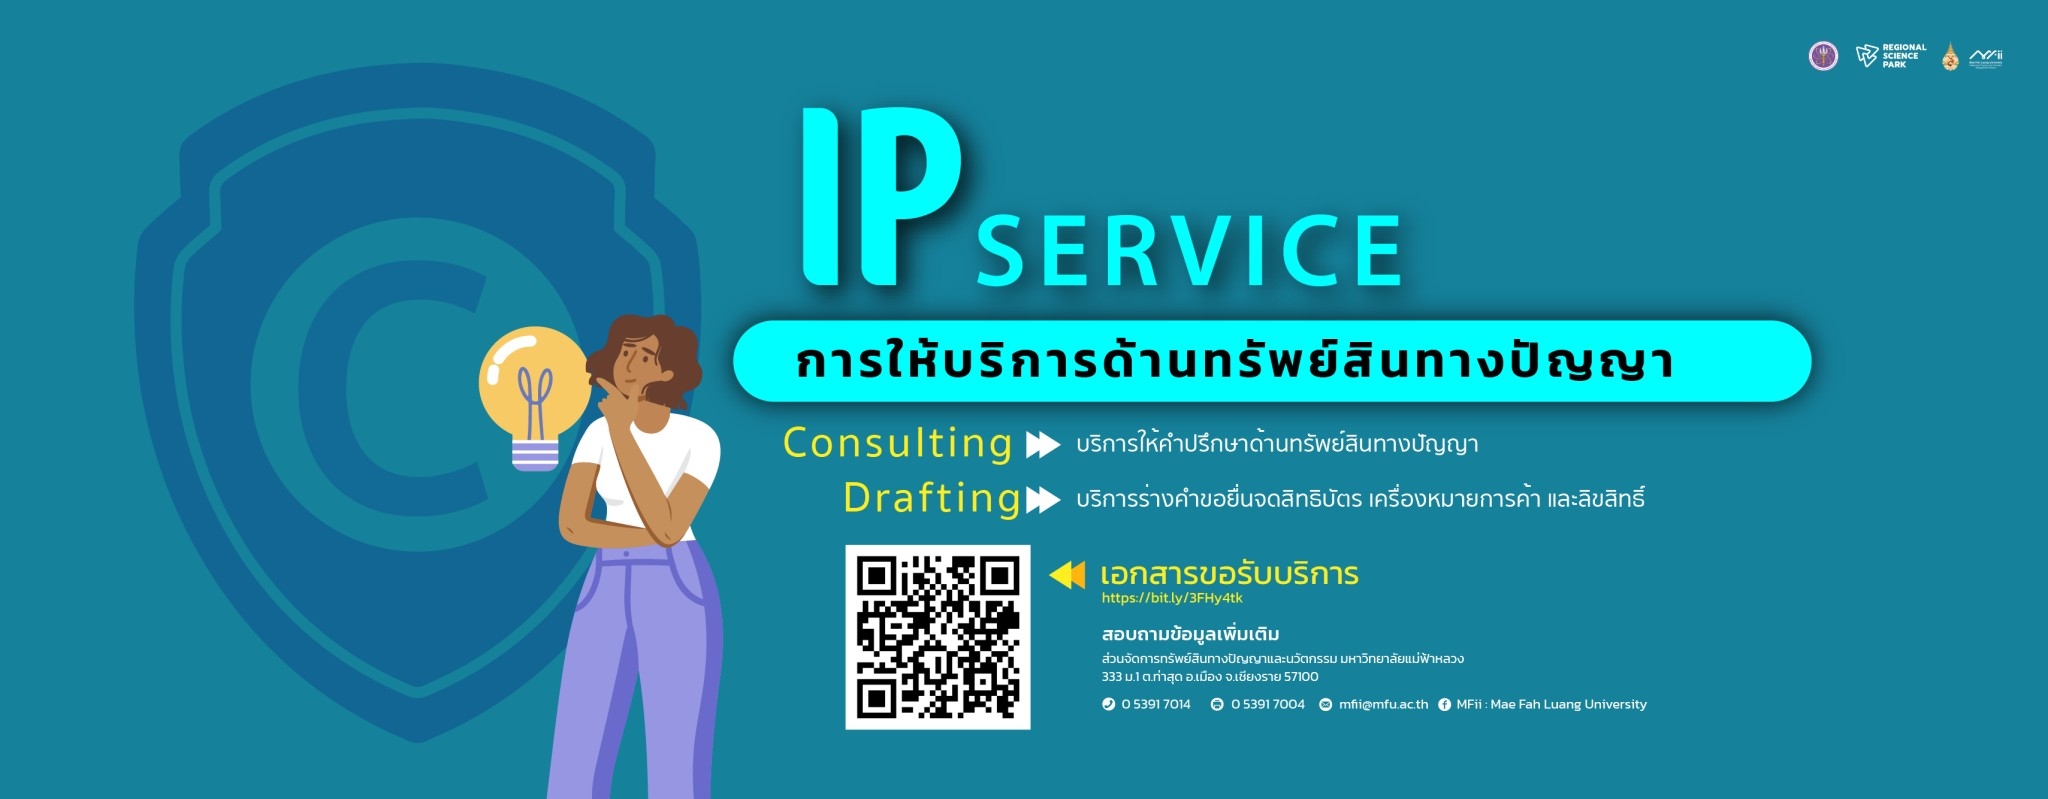 REGIONAL
SCIENCE
PARK
MFii
IP SERVICE
การให้บริการด้านทรัพย์สินทางปัญญา
Consulting บริการให้คำปรึกษาด้านทรัพย์สินทางปัญญา
Drafting บริการร่างคำขอยื่นจดสิทธิบัตร เครื่องหมายการค้า และลิขสิทธิ์
เอกสารขอรับบริการ
https://bit.ly/3FHy4tk
สอบถามข้อมูลเพิ่มเติม
ส่วนจัดการทรัพย์สินทางปัญญาและนวัตกรรม มหาวิทยาลัยแม่ฟ้าหลวง
333 ม.1 ต.ท่าสุด อ.เมือง จ.เชียงราย 57100
0 5391 7014 0 5391 7004 mfii@mfu.ac.th MFii : Mae Fah Luang University
C